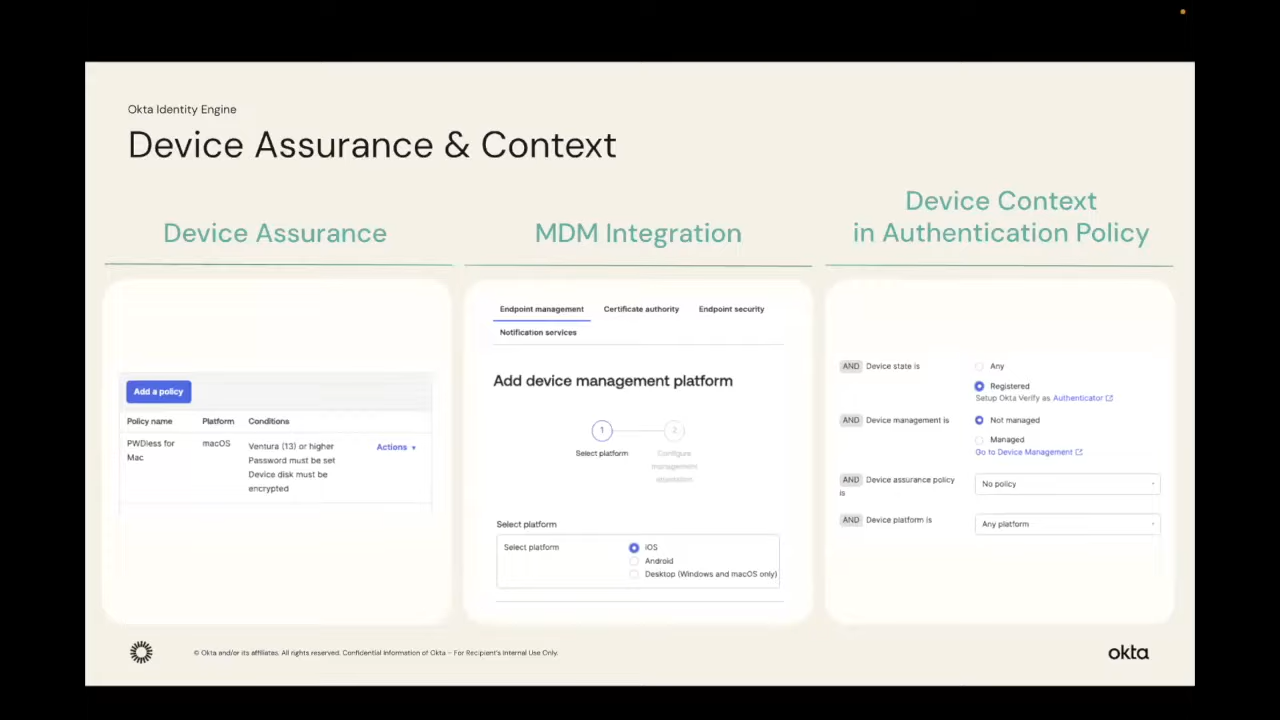 Okta Identity Engine
Device Assurance & Context
Device Assurance
Add a policy
Policy name Platform Conditions
PWDless for Mac
macOS
Ventura (13) or higher
Password must be set
Device disk must be
encrypted
Actions
MDM Integration
Endpoint management Certificate authority Endpoint security
Notification services
Add device management platform
1 2
Select platform
Configure
management
Select platform
Select platform
iOS
Android
Desktop (Windows and macOS only)
Device Context
in Authentication Policy
AND Device state is
Any
Registered
Setup Okta Verify as Authenticator
AND Device management is
Not managed
Managed
Go to Device Management
AND Device assurance policy
is
No policy
AND Device platform is
Any platform
© Okta and/or its affiliates. All rights reserved. Confidential Information of Okta – For Recipient's Internal Use Only.
okta